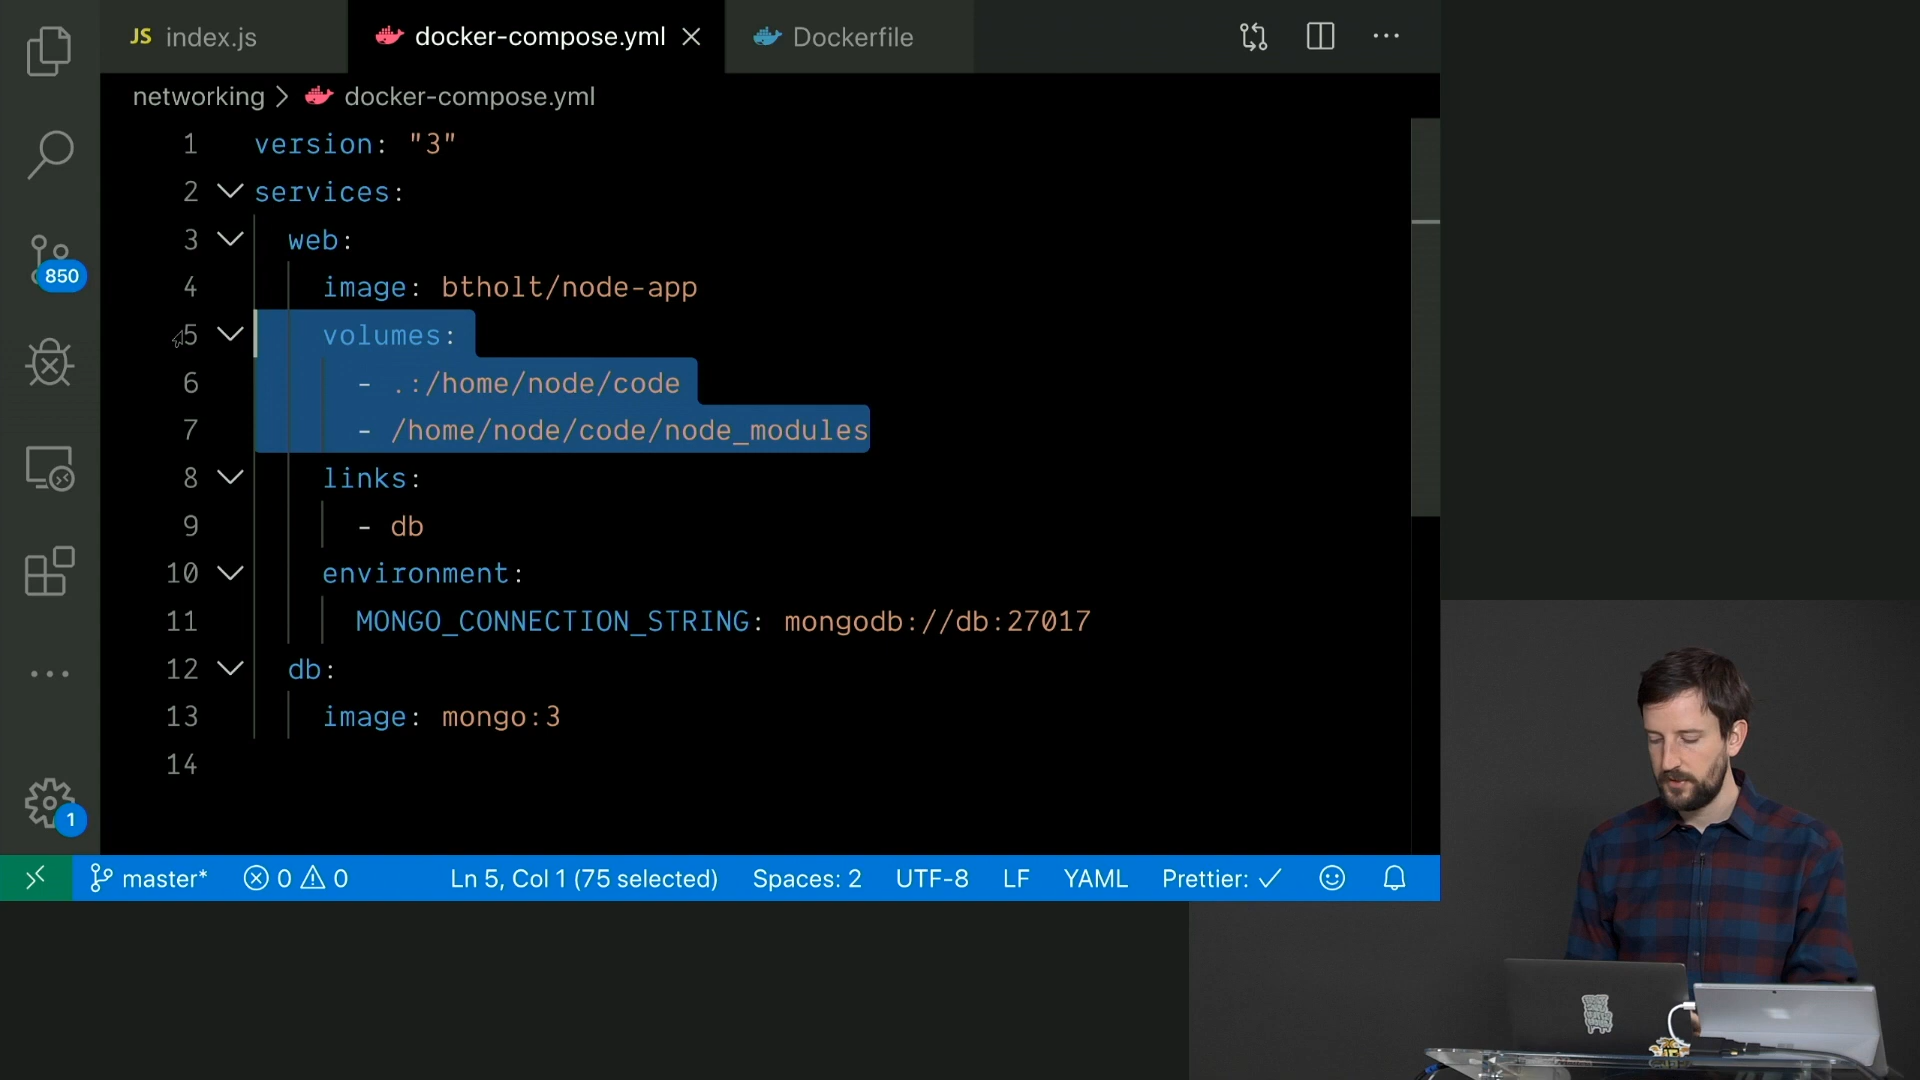 JS index.js
docker-compose.yml
Dockerfile
networking > docker-compose.yml
1 version: "3"
2 services:
3 web:
4 image: btholt/node-app
5 volumes:
6 - .:/home/node/code
7 - /home/node/code/node_modules
8 links:
9 - db
10 environment:
11 MONGO_CONNECTION_STRING: mongodb://db:27017
12 db:
13 image: mongo:3
14
850
1
master* 0 0 Ln 5, Col 1 (75 selected) Spaces: 2 UTF-8 LF YAML Prettier: ✓